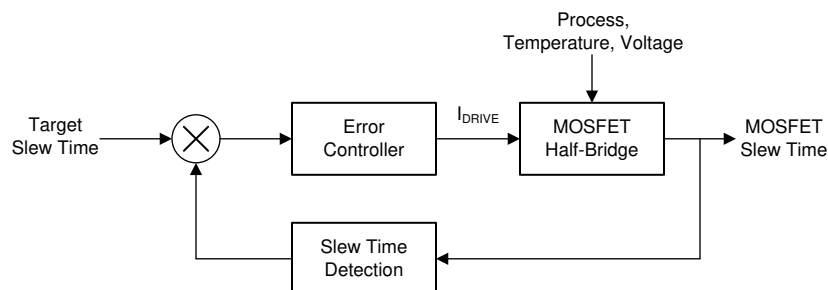 Process,
Temperature, Voltage
Target
Slew Time
Error
Controller
IDRIVE
MOSFET
Half-Bridge
MOSFET
Slew Time
Slew Time
Detection